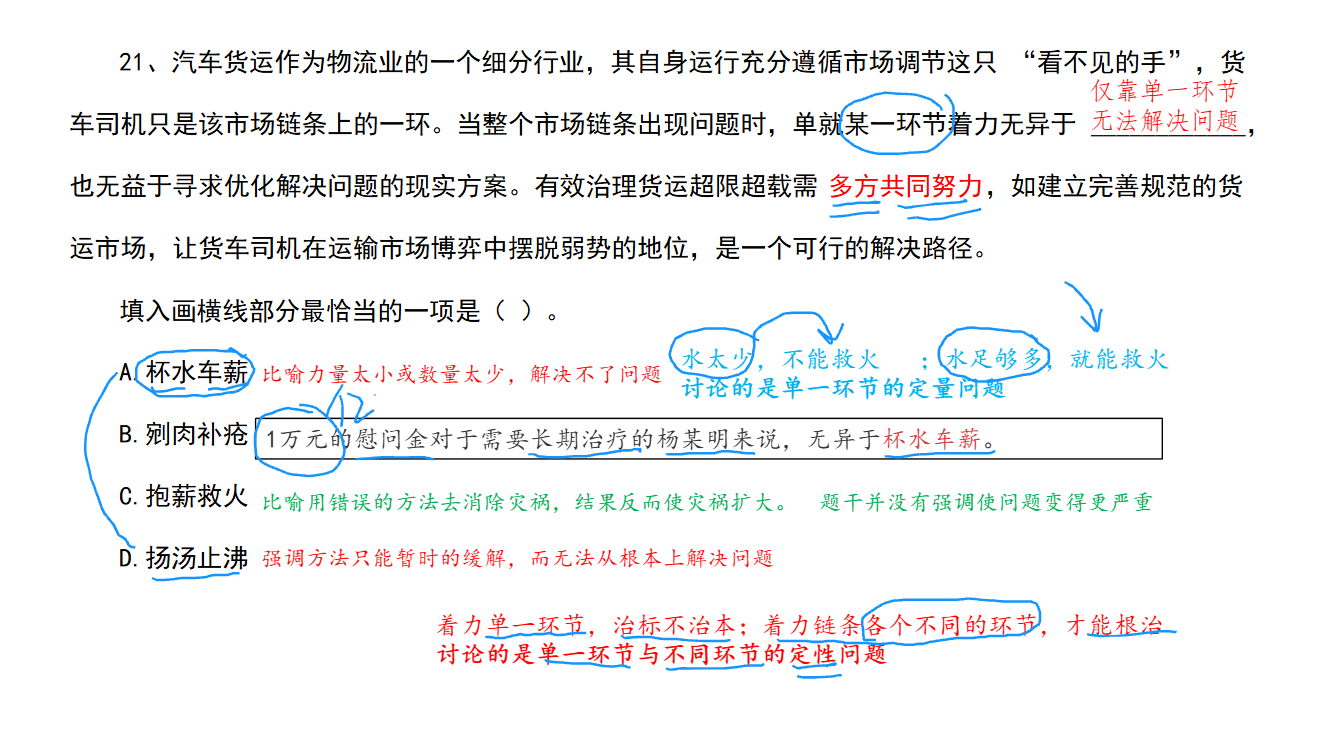 21、汽车货运作为物流业的一个细分行业，其自身运行充分遵循市场调节这只 “看不见的手”，货
仅靠单一环节
车司机只是该市场链条上的一环。当整个市场链条出现问题时，单就某一环节着力无异于 无法解决问题____________，
也无益于寻求优化解决问题的现实方案。有效治理货运超限超载需 多方共同努力，如建立完善规范的货
运市场，让货车司机在运输市场博弈中摆脱弱势的地位，是一个可行的解决路径。
填入画横线部分最恰当的一项是（ ）。
A. 杯水车薪 比喻力量太小或数量太少，解决不了问题 水太少，不能救火 ；水足够多，就能救火
讨论的是单一环节的定量问题
B. 剜肉补疮 1万元的慰问金对于需要长期治疗的杨某明来说，无异于杯水车薪。
C. 抱薪救火 比喻用错误的方法去消除灾祸，结果反而使灾祸扩大。 题干并没有强调使问题变得更严重
D. 扬汤止沸 强调方法只能暂时的缓解，而无法从根本上解决问题
着力单一环节，治标不治本；着力链条各个不同的环节，才能根治
讨论的是单一环节与不同环节的定性问题